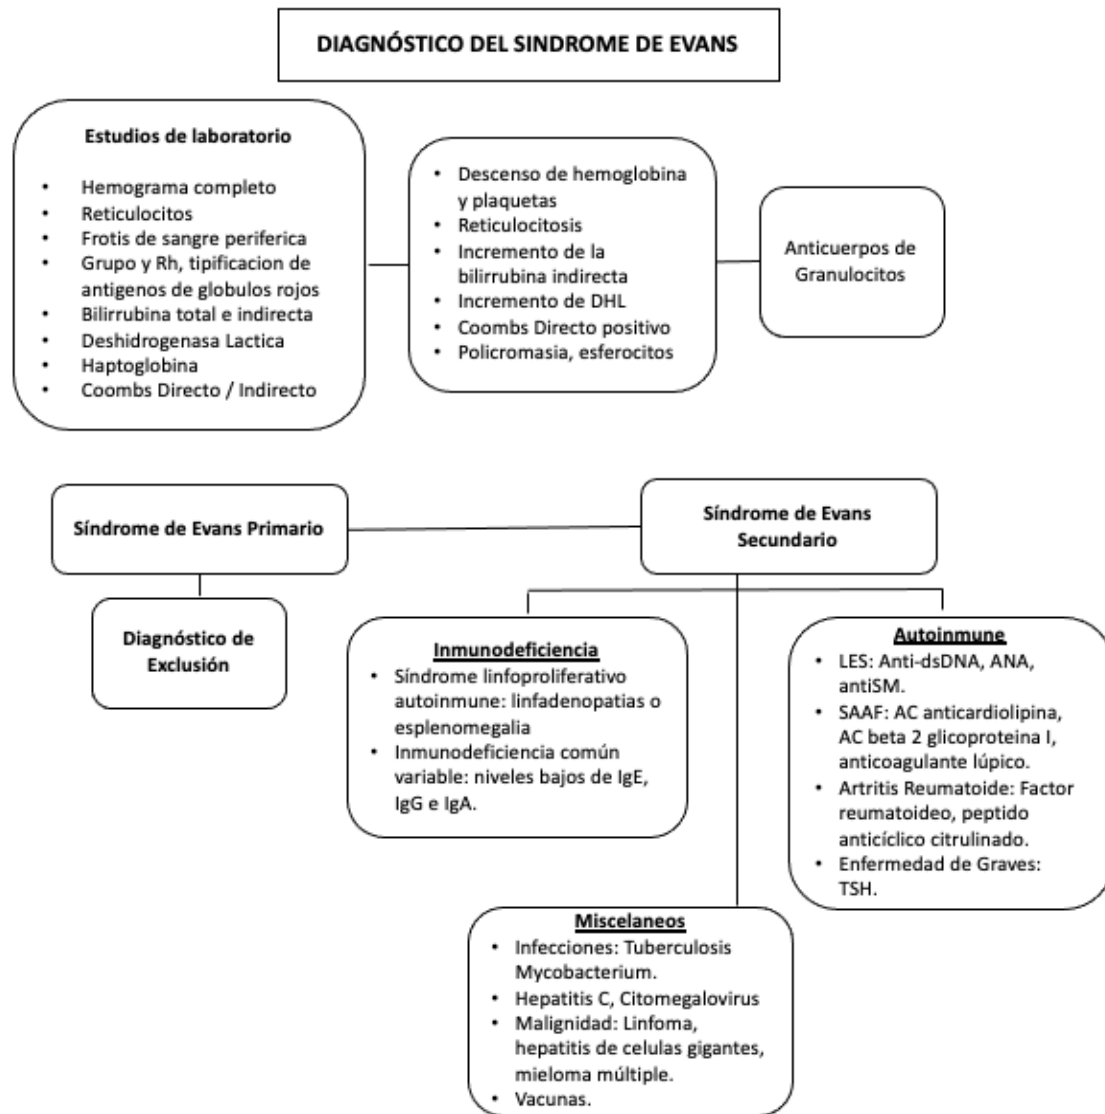 DIAGNÓSTICO DEL SINDROME DE EVANS
Estudios de laboratorio
• Hemograma completo
• Reticulocitos
• Frotis de sangre periferica
• Grupo y Rh, tipificacion de
antigenos de globulos rojos
• Bilirrubina total e indirecta
• Deshidrogenasa Lactica
• Haptoglobina
• Coombs Directo / Indirecto
• Descenso de hemoglobina
y plaquetas
• Reticulocitosis
• Incremento de la
bilirrubina indirecta
• Incremento de DHL
• Coombs Directo positivo
• Policromasia, esferocitos
Anticuerpos de
Granulocitos
Síndrome de Evans Primario
Síndrome de Evans
Secundario
Diagnóstico de
Exclusión
Inmunodeficiencia
• Síndrome linfoproliferativo
autoinmune: linfadenopatias o
esplenomegalia
• Inmunodeficiencia común
variable: niveles bajos de IgE,
IgG e IgA.
Autoinmune
• LES: Anti-dsDNA, ANA,
antiSM.
• SAAF: AC anticardiolipina,
AC beta 2 glicoproteina I,
anticoagulante lúpico.
• Artritis Reumatoide: Factor
reumatoideo, peptido
anticíclico citrulinado.
• Enfermedad de Graves:
TSH.
Miscelaneos
• Infecciones: Tuberculosis
Mycobacterium.
• Hepatitis C, Citomegalovirus
• Malignidad: Linfoma,
hepatitis de celulas gigantes,
mieloma múltiple.
• Vacunas.